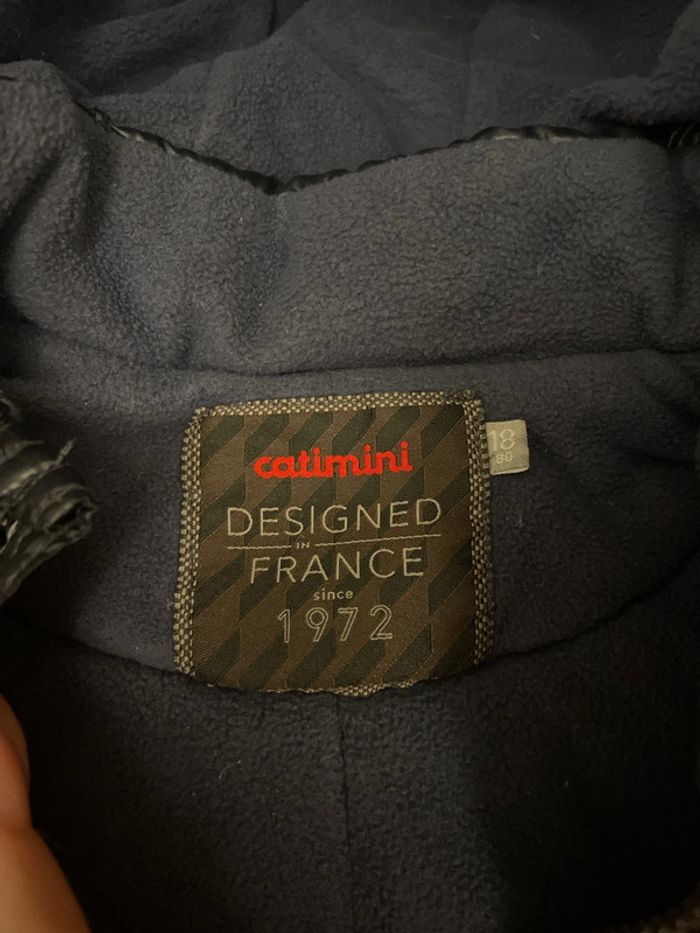 catimini
DESIGNED
IN
FRANCE
since
1972
18
80